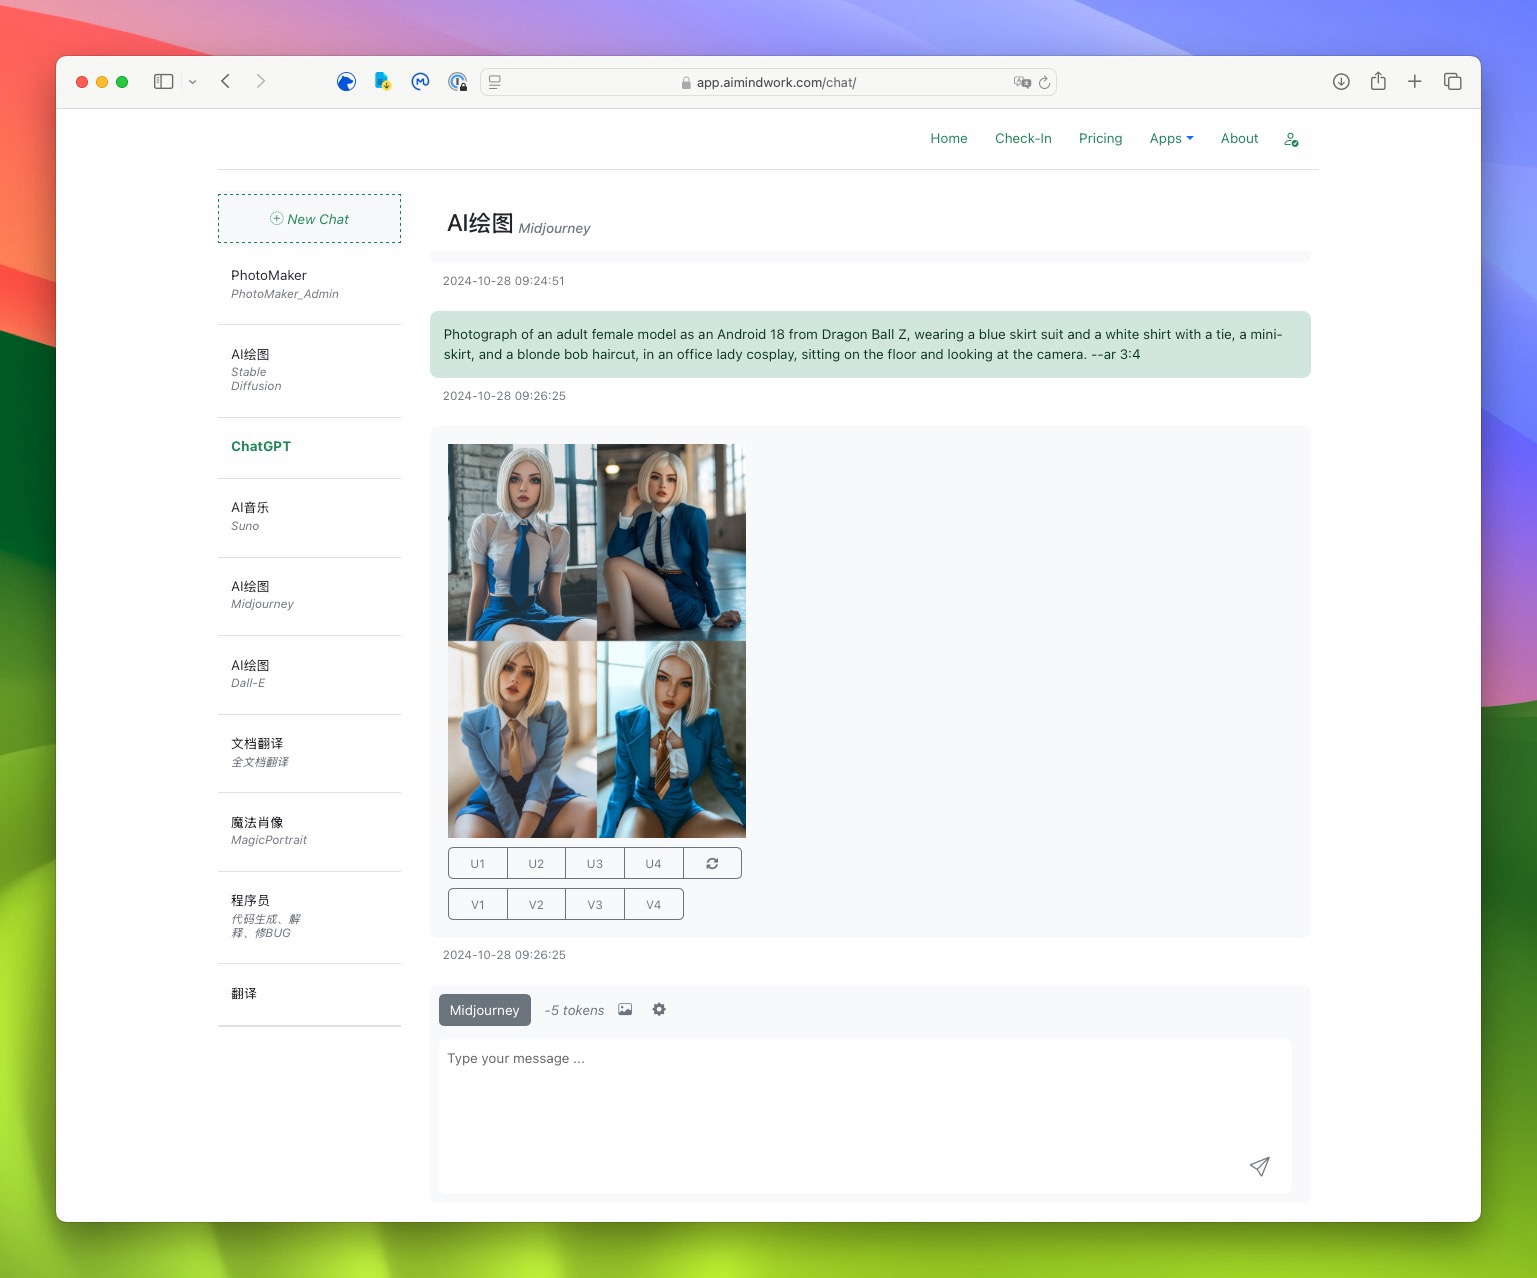 app.aimindwork.com/chat/
Home Check-In Pricing Apps About
New Chat
PhotoMaker
PhotoMaker_Admin
AI绘图
Stable
Diffusion
ChatGPT
AI音乐
Suno
AI绘图
Midjourney
AI绘图
Dall-E
文档翻译
全文档翻译
魔法肖像
MagicPortrait
程序员
代码生成、解
释、修BUG
翻译
AI绘图 Midjourney
2024-10-28 09:24:51
Photograph of an adult female model as an Android 18 from Dragon Ball Z, wearing a blue skirt suit and a white shirt with a tie, a mini-
skirt, and a blonde bob haircut, in an office lady cosplay, sitting on the floor and looking at the camera. --ar 3:4
2024-10-28 09:26:25
U1 U2 U3 U4
V1 V2 V3 V4
2024-10-28 09:26:25
Midjourney -5 tokens
Type your message ...